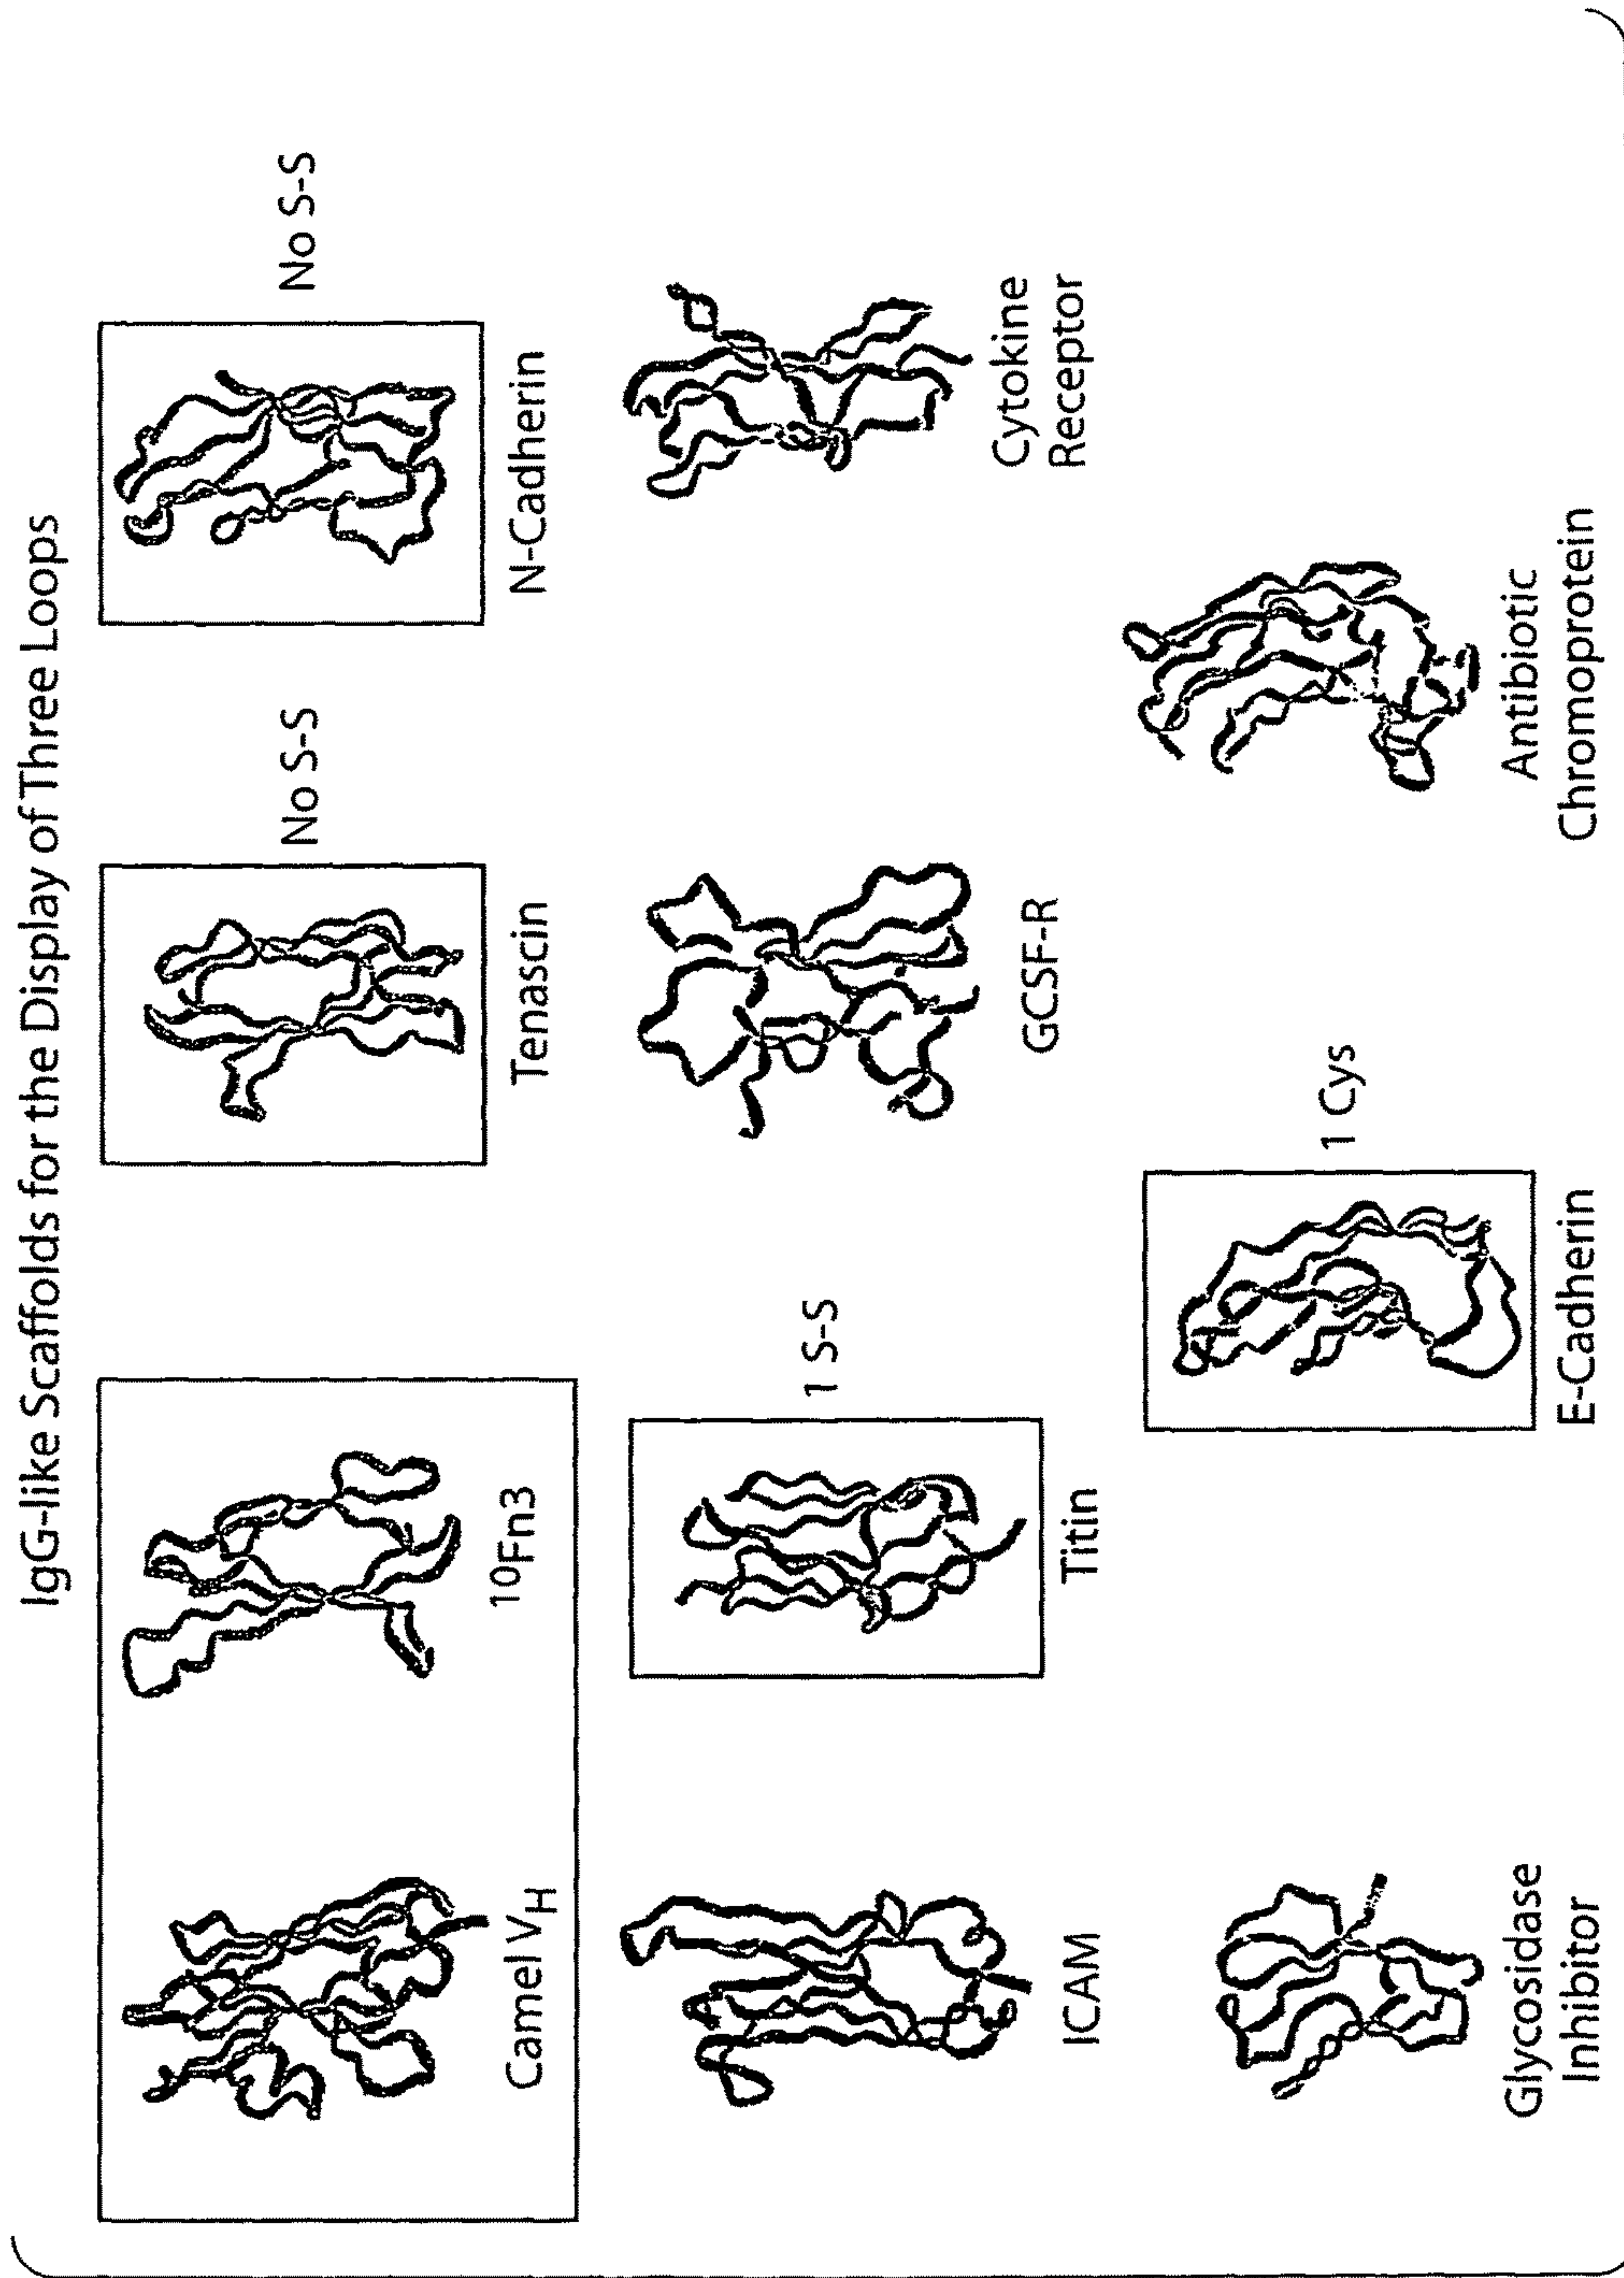 IgG-like Scaffolds for the Display of Three Loops
No S-S
No S-S
Camel VH
10Fn3
Tenascin
N-Cadherin
1 S-S
ICAM
Titin
GCSF-R
Cytokine
Receptor
1 Cys
Glycosidase
Inhibitor
E-Cadherin
Antibiotic
Chromoprotein